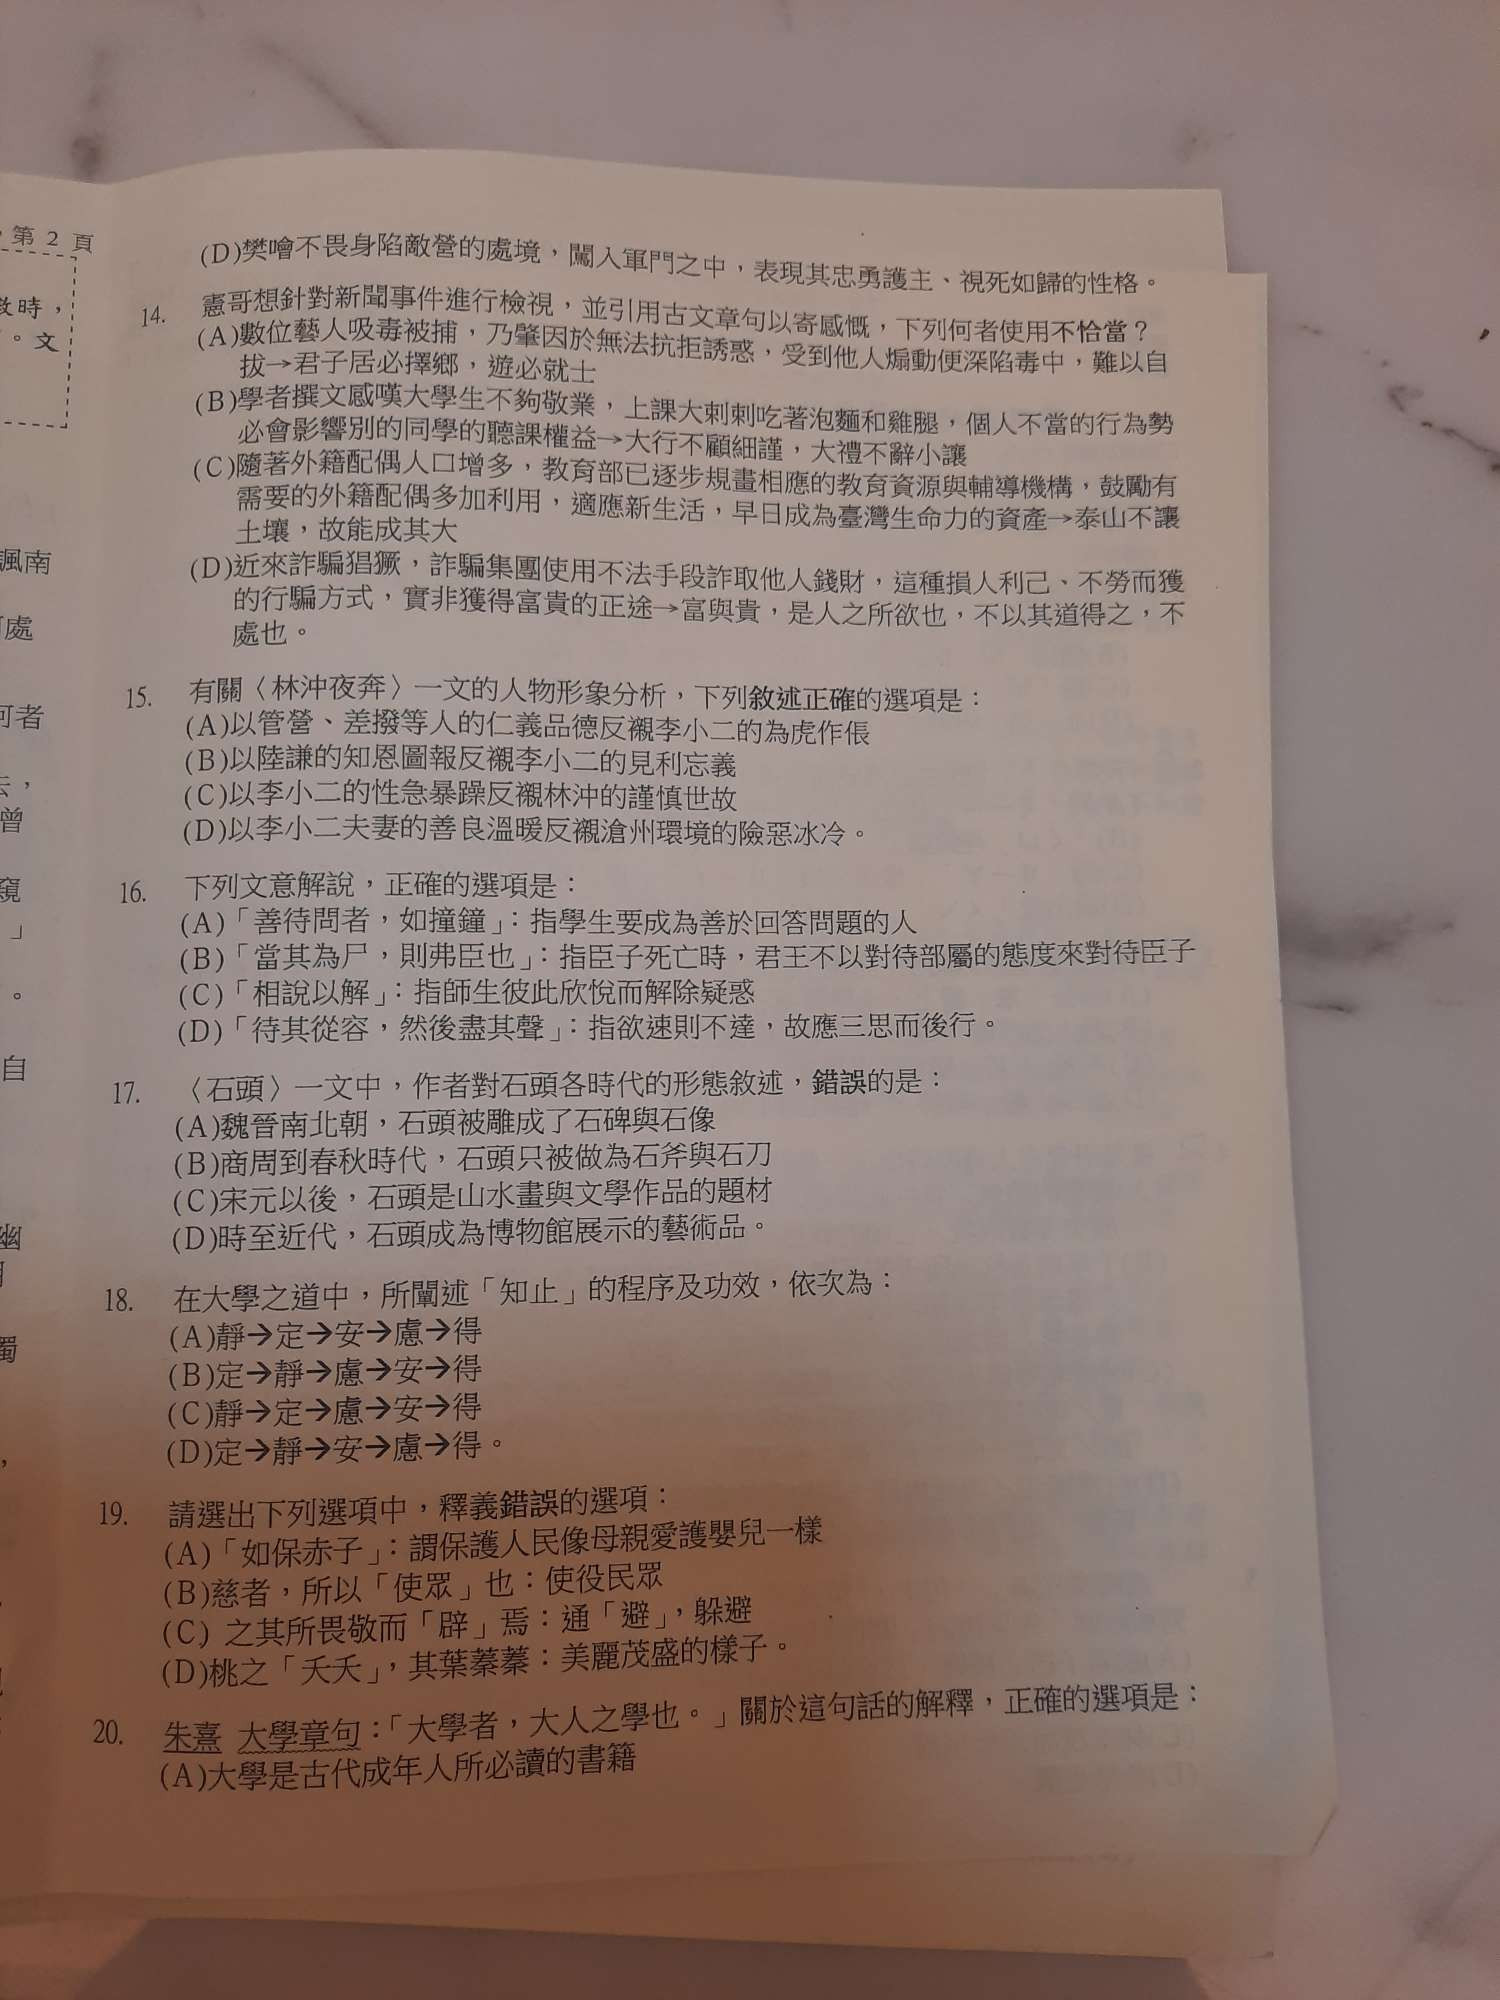 ，第 2 頁
敵時，
。文
諷南
處
何者
去，
曾
窺
」
。
自
幽
濁
(D)樊噲不畏身陷敵營的處境，闖入軍門之中，表現其忠勇護主、視死如歸的性格。
14. 憲哥想針對新聞事件進行檢視，並引用古文章句以寄感慨，下列何者使用不恰當？
(A)數位藝人吸毒被捕，乃肇因於無法抗拒誘惑，受到他人煽動便深陷毒中，難以自
拔→君子居必擇鄉，遊必就士
(B)學者撰文感嘆大學生不夠敬業，上課大剌剌吃著泡麵和雞腿，個人不當的行為勢
必會影響別的同學的聽課權益→大行不顧細謹，大禮不辭小讓
(C)隨著外籍配偶人口增多，教育部已逐步規畫相應的教育資源與輔導機構，鼓勵有
需要的外籍配偶多加利用，適應新生活，早日成為臺灣生命力的資產→泰山不讓
土壤，故能成其大
(D)近來詐騙猖獗，詐騙集團使用不法手段詐取他人錢財，這種損人利己、不勞而獲
的行騙方式，實非獲得富貴的正途→富與貴，是人之所欲也，不以其道得之，不
處也。
15. 有關〈林沖夜奔〉一文的人物形象分析，下列敘述正確的選項是：
(A)以管營、差撥等人的仁義品德反襯李小二的為虎作倀
(B)以陸謙的知恩圖報反襯李小二的見利忘義
(C)以李小二的性急暴躁反襯林沖的謹慎世故
(D)以李小二夫妻的善良溫暖反襯滄州環境的險惡冰冷。
16. 下列文意解說，正確的選項是：
(A)「善待問者，如撞鐘」：指學生要成為善於回答問題的人
(B)「當其為尸，則弗臣也」：指臣子死亡時，君王不以對待部屬的態度來對待臣子
(C)「相說以解」：指師生彼此欣悅而解除疑惑
(D)「待其從容，然後盡其聲」：指欲速則不達，故應三思而後行。
17. 〈石頭〉一文中，作者對石頭各時代的形態敘述，錯誤的是：
(A)魏晉南北朝，石頭被雕成了石碑與石像
(B)商周到春秋時代，石頭只被做為石斧與石刀
(C)宋元以後，石頭是山水畫與文學作品的題材
(D)時至近代，石頭成為博物館展示的藝術品。
18. 在大學之道中，所闡述「知止」的程序及功效，依次為：
(A)靜→定→安→慮→得
(B)定→靜→慮→安→得
(C)靜→定→慮→安→得
(D)定→靜→安→慮→得。
19. 請選出下列選項中，釋義錯誤的選項：
(A)「如保赤子」：謂保護人民像母親愛護嬰兒一樣
(B)慈者，所以「使眾」也：使役民眾
(C) 之其所畏敬而「辟」焉：通「避」，躲避
(D)桃之「夭夭」，其葉蓁蓁：美麗茂盛的樣子。
20. 朱熹 大學章句：「大學者，大人之學也。」關於這句話的解釋，正確的選項是：
(A)大學是古代成年人所必讀的書籍